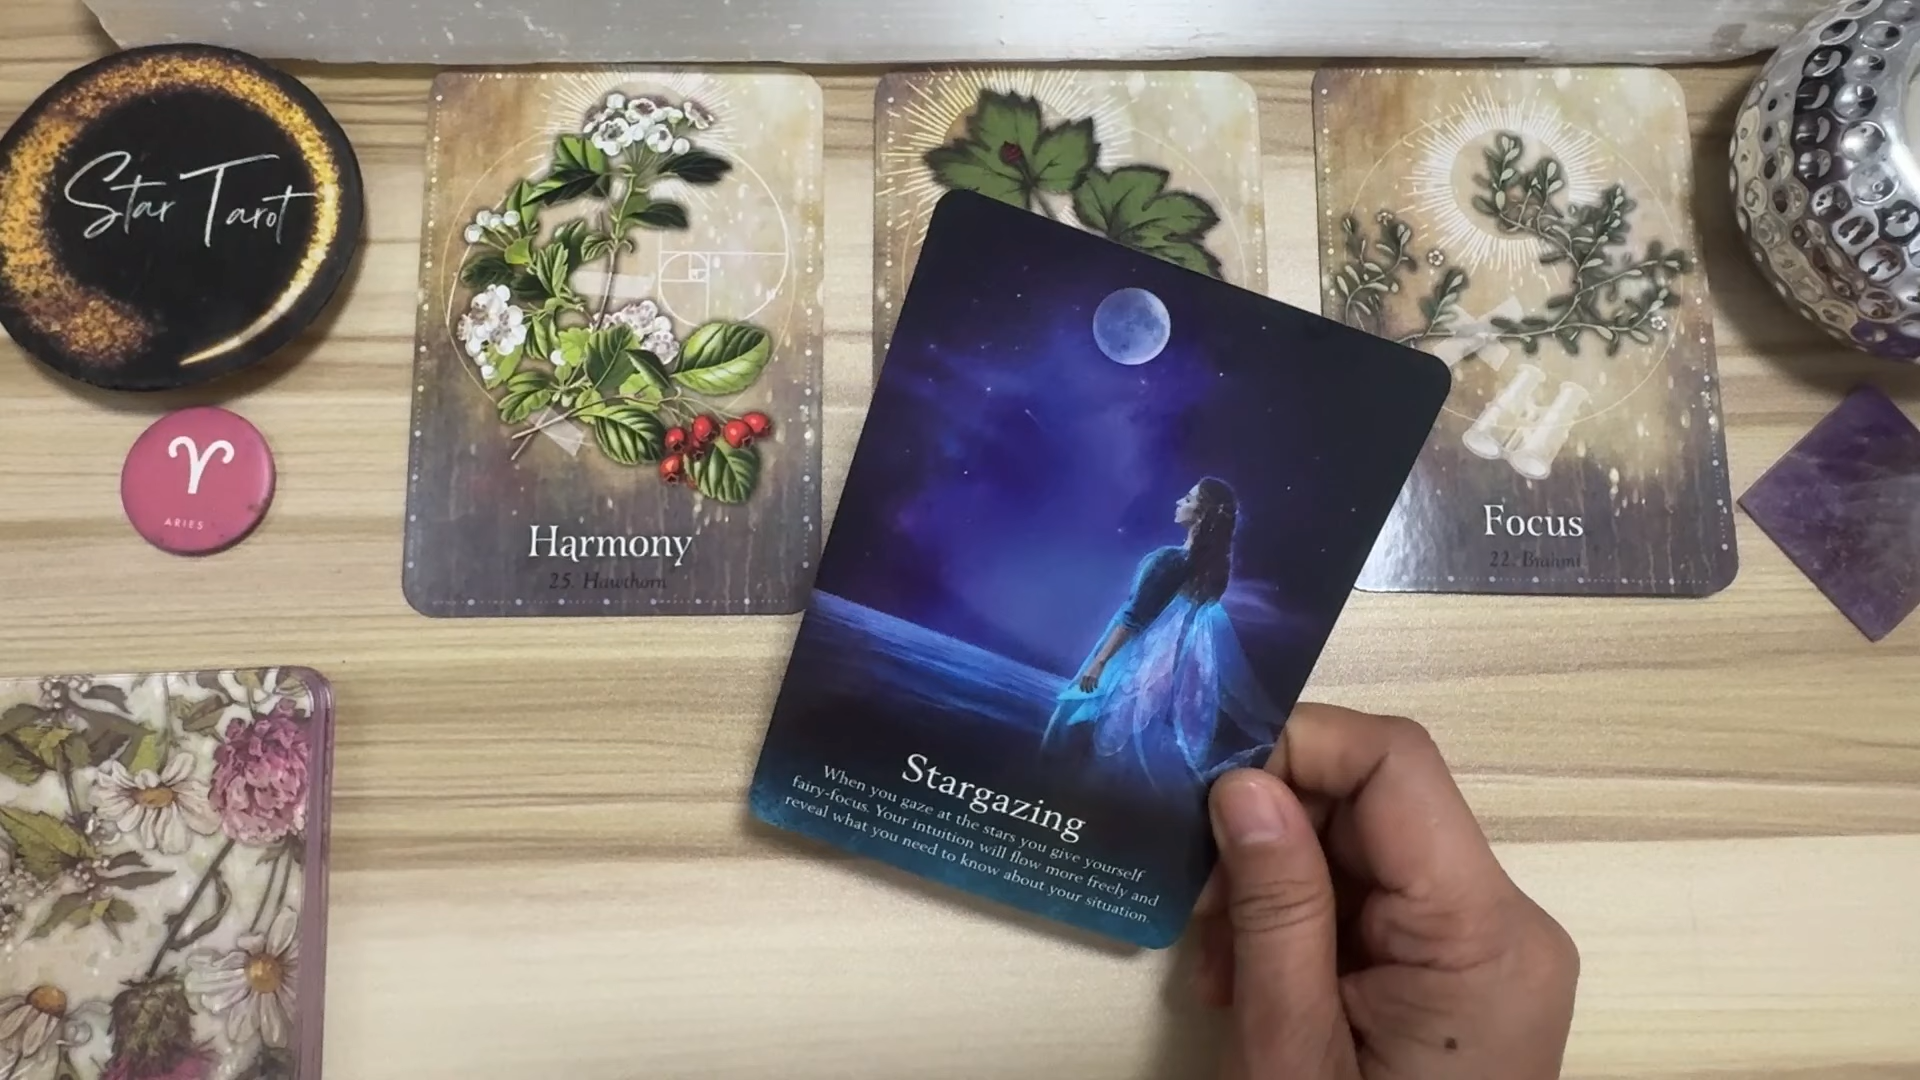 Star Tarot
ARIES
Harmony
25. Hawthorn
Focus
22. Brahmi
Stargazing
When you gaze at the stars you give yourself
fairy-focus. Your intuition will flow more freely and
reveal what you need to know about your situation.